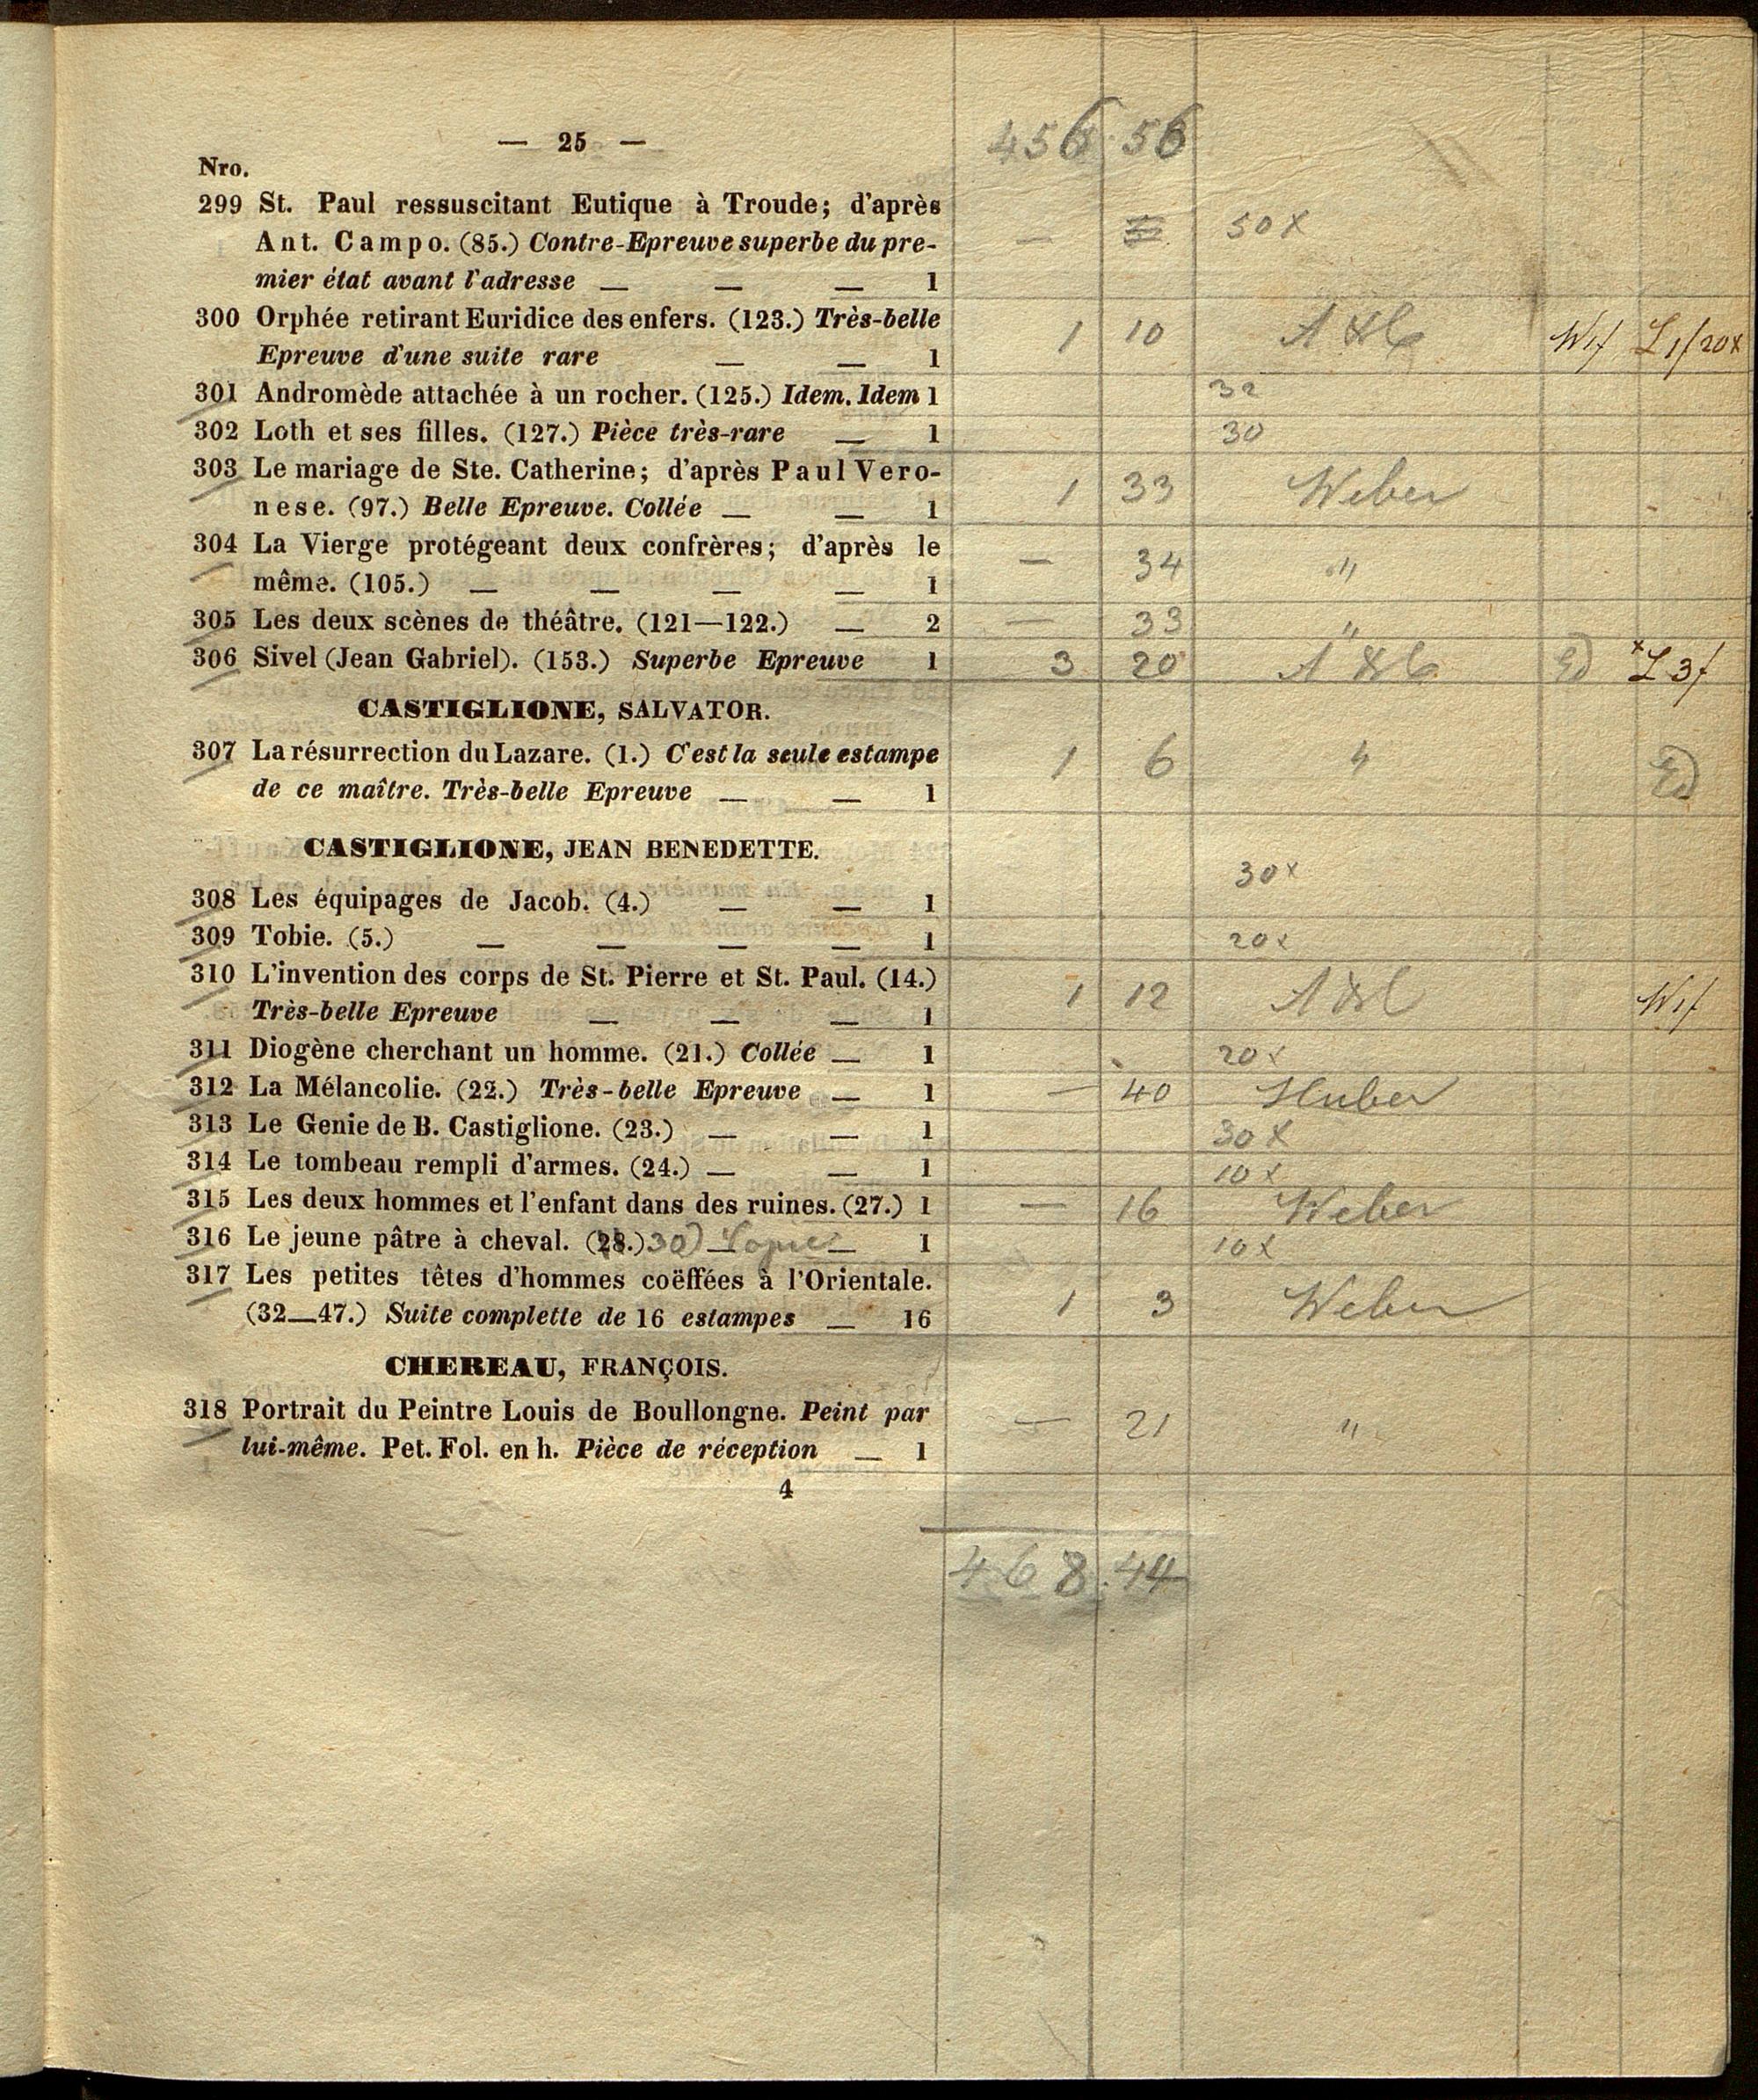 — 25 —
456 56
Nro.
299 St. Paul ressuscitant Eutique à Troude; d'après
Ant. Campo. (85.) Contre-Epreuve superbe du pre- — 50 x
mier état avant l'adresse — — — 1
300 Orphée retirant Euridice des enfers. (123.) Très-belle 1 10 W 1f L 1f 20x
Epreuve d'une suite rare — — 1
301 Andromède attachée à un rocher. (125.) Idem. Idem 1 32
302 Loth et ses filles. (127.) Pièce très-rare — 1 30
303 Le mariage de Ste. Catherine; d'après Paul Vero- 1 33 Weber
nese. (97.) Belle Epreuve. Collée — — 1
304 La Vierge protégeant deux confrères; d'après le — 34 "
même. (105.) — — — — 1
305 Les deux scènes de théâtre. (121—122.) — 2 — 33 "
306 Sivel (Jean Gabriel). (153.) Superbe Epreuve 1 3 20 L 3f
CASTIGLIONE, SALVATOR.
307 La résurrection du Lazare. (1.) C'est la seule estampe 1 6 "
de ce maître. Très-belle Epreuve — — 1
CASTIGLIONE, JEAN BENEDETTE.
308 Les équipages de Jacob. (4.) — — 1 30x
309 Tobie. (5.) — — — — 1 20x
310 L'invention des corps de St. Pierre et St. Paul. (14.) 1 12 W 1f
Très-belle Epreuve — — — 1
311 Diogène cherchant un homme. (21.) Collée — 1 20x
312 La Mélancolie. (22.) Très-belle Epreuve — 1 — 40 Huber
313 Le Genie de B. Castiglione. (23.) — — 1 30x
314 Le tombeau rempli d'armes. (24.) — — 1 10x
315 Les deux hommes et l'enfant dans des ruines. (27.) 1 — 16 Weber
316 Le jeune pâtre à cheval. (28.) 30) Copie — 1 10x
317 Les petites têtes d'hommes coëffées à l'Orientale.
(32—47.) Suite complette de 16 estampes — 16 1 3 Weber
CHEREAU, FRANÇOIS.
318 Portrait du Peintre Louis de Boullongne. Peint par — 21 "
lui-même. Pet. Fol. en h. Pièce de réception — 1
4
468.44